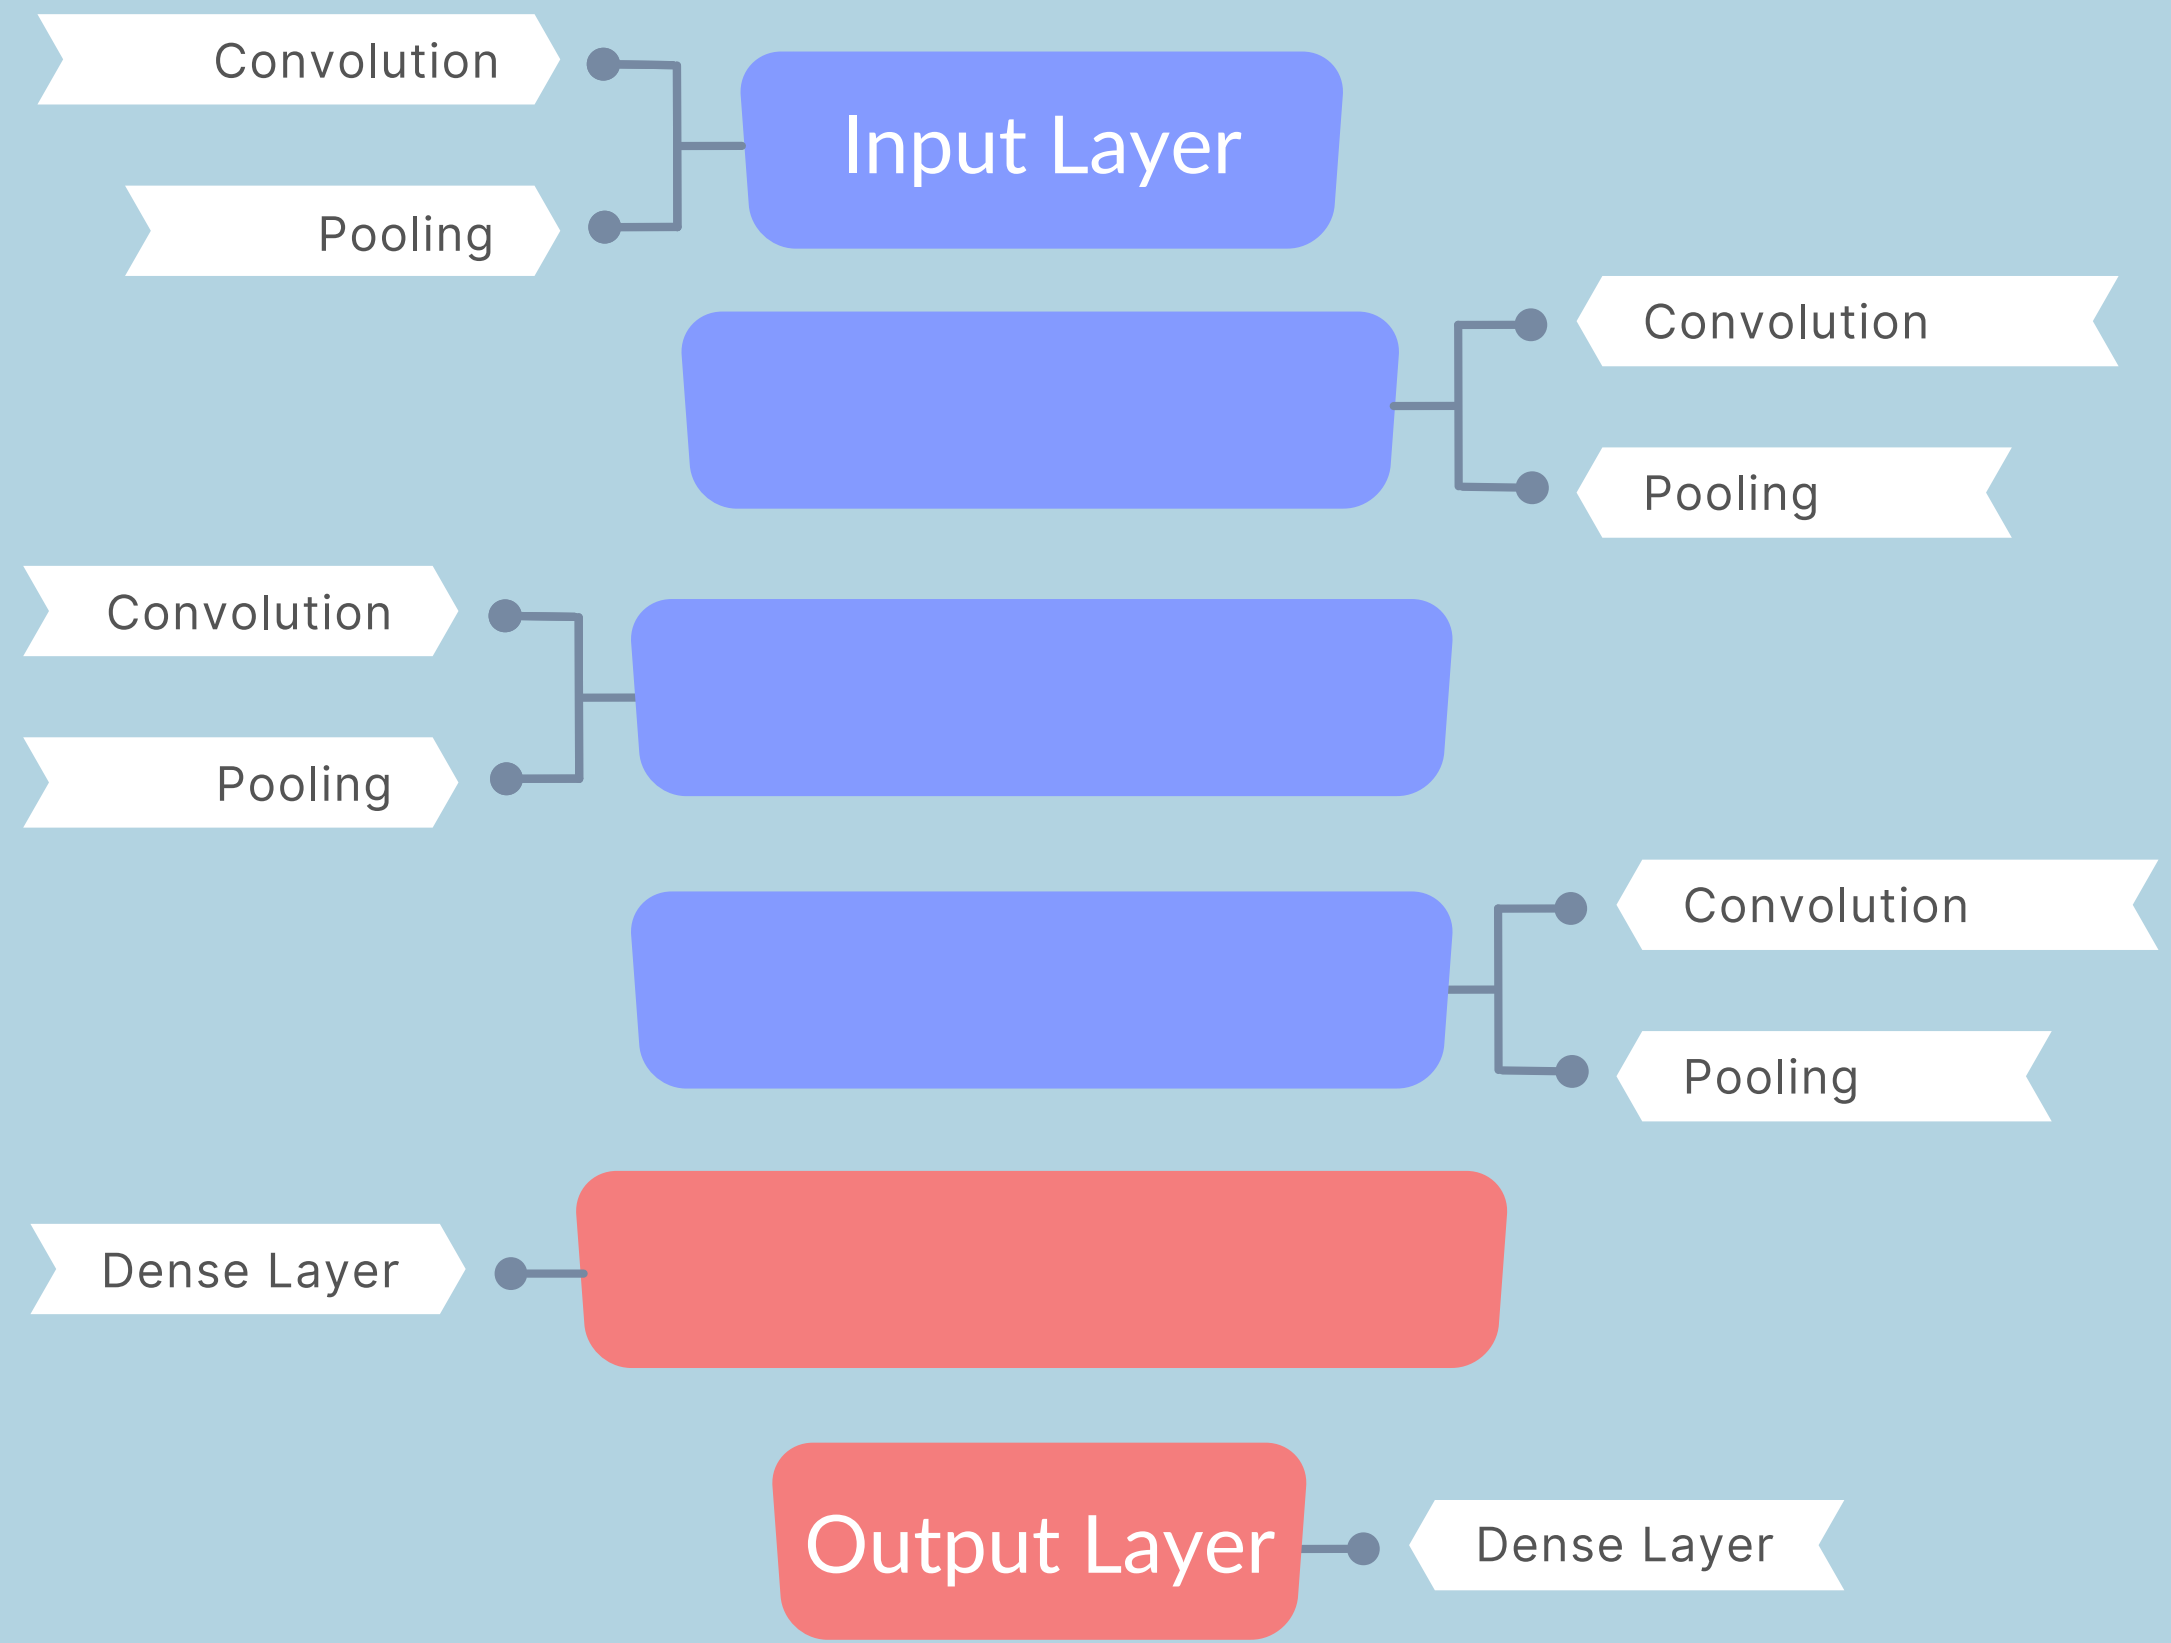 Convolution
Input Layer
Pooling
Convolution
Pooling
Convolution
Pooling
Convolution
Pooling
Dense Layer
Output Layer
Dense Layer